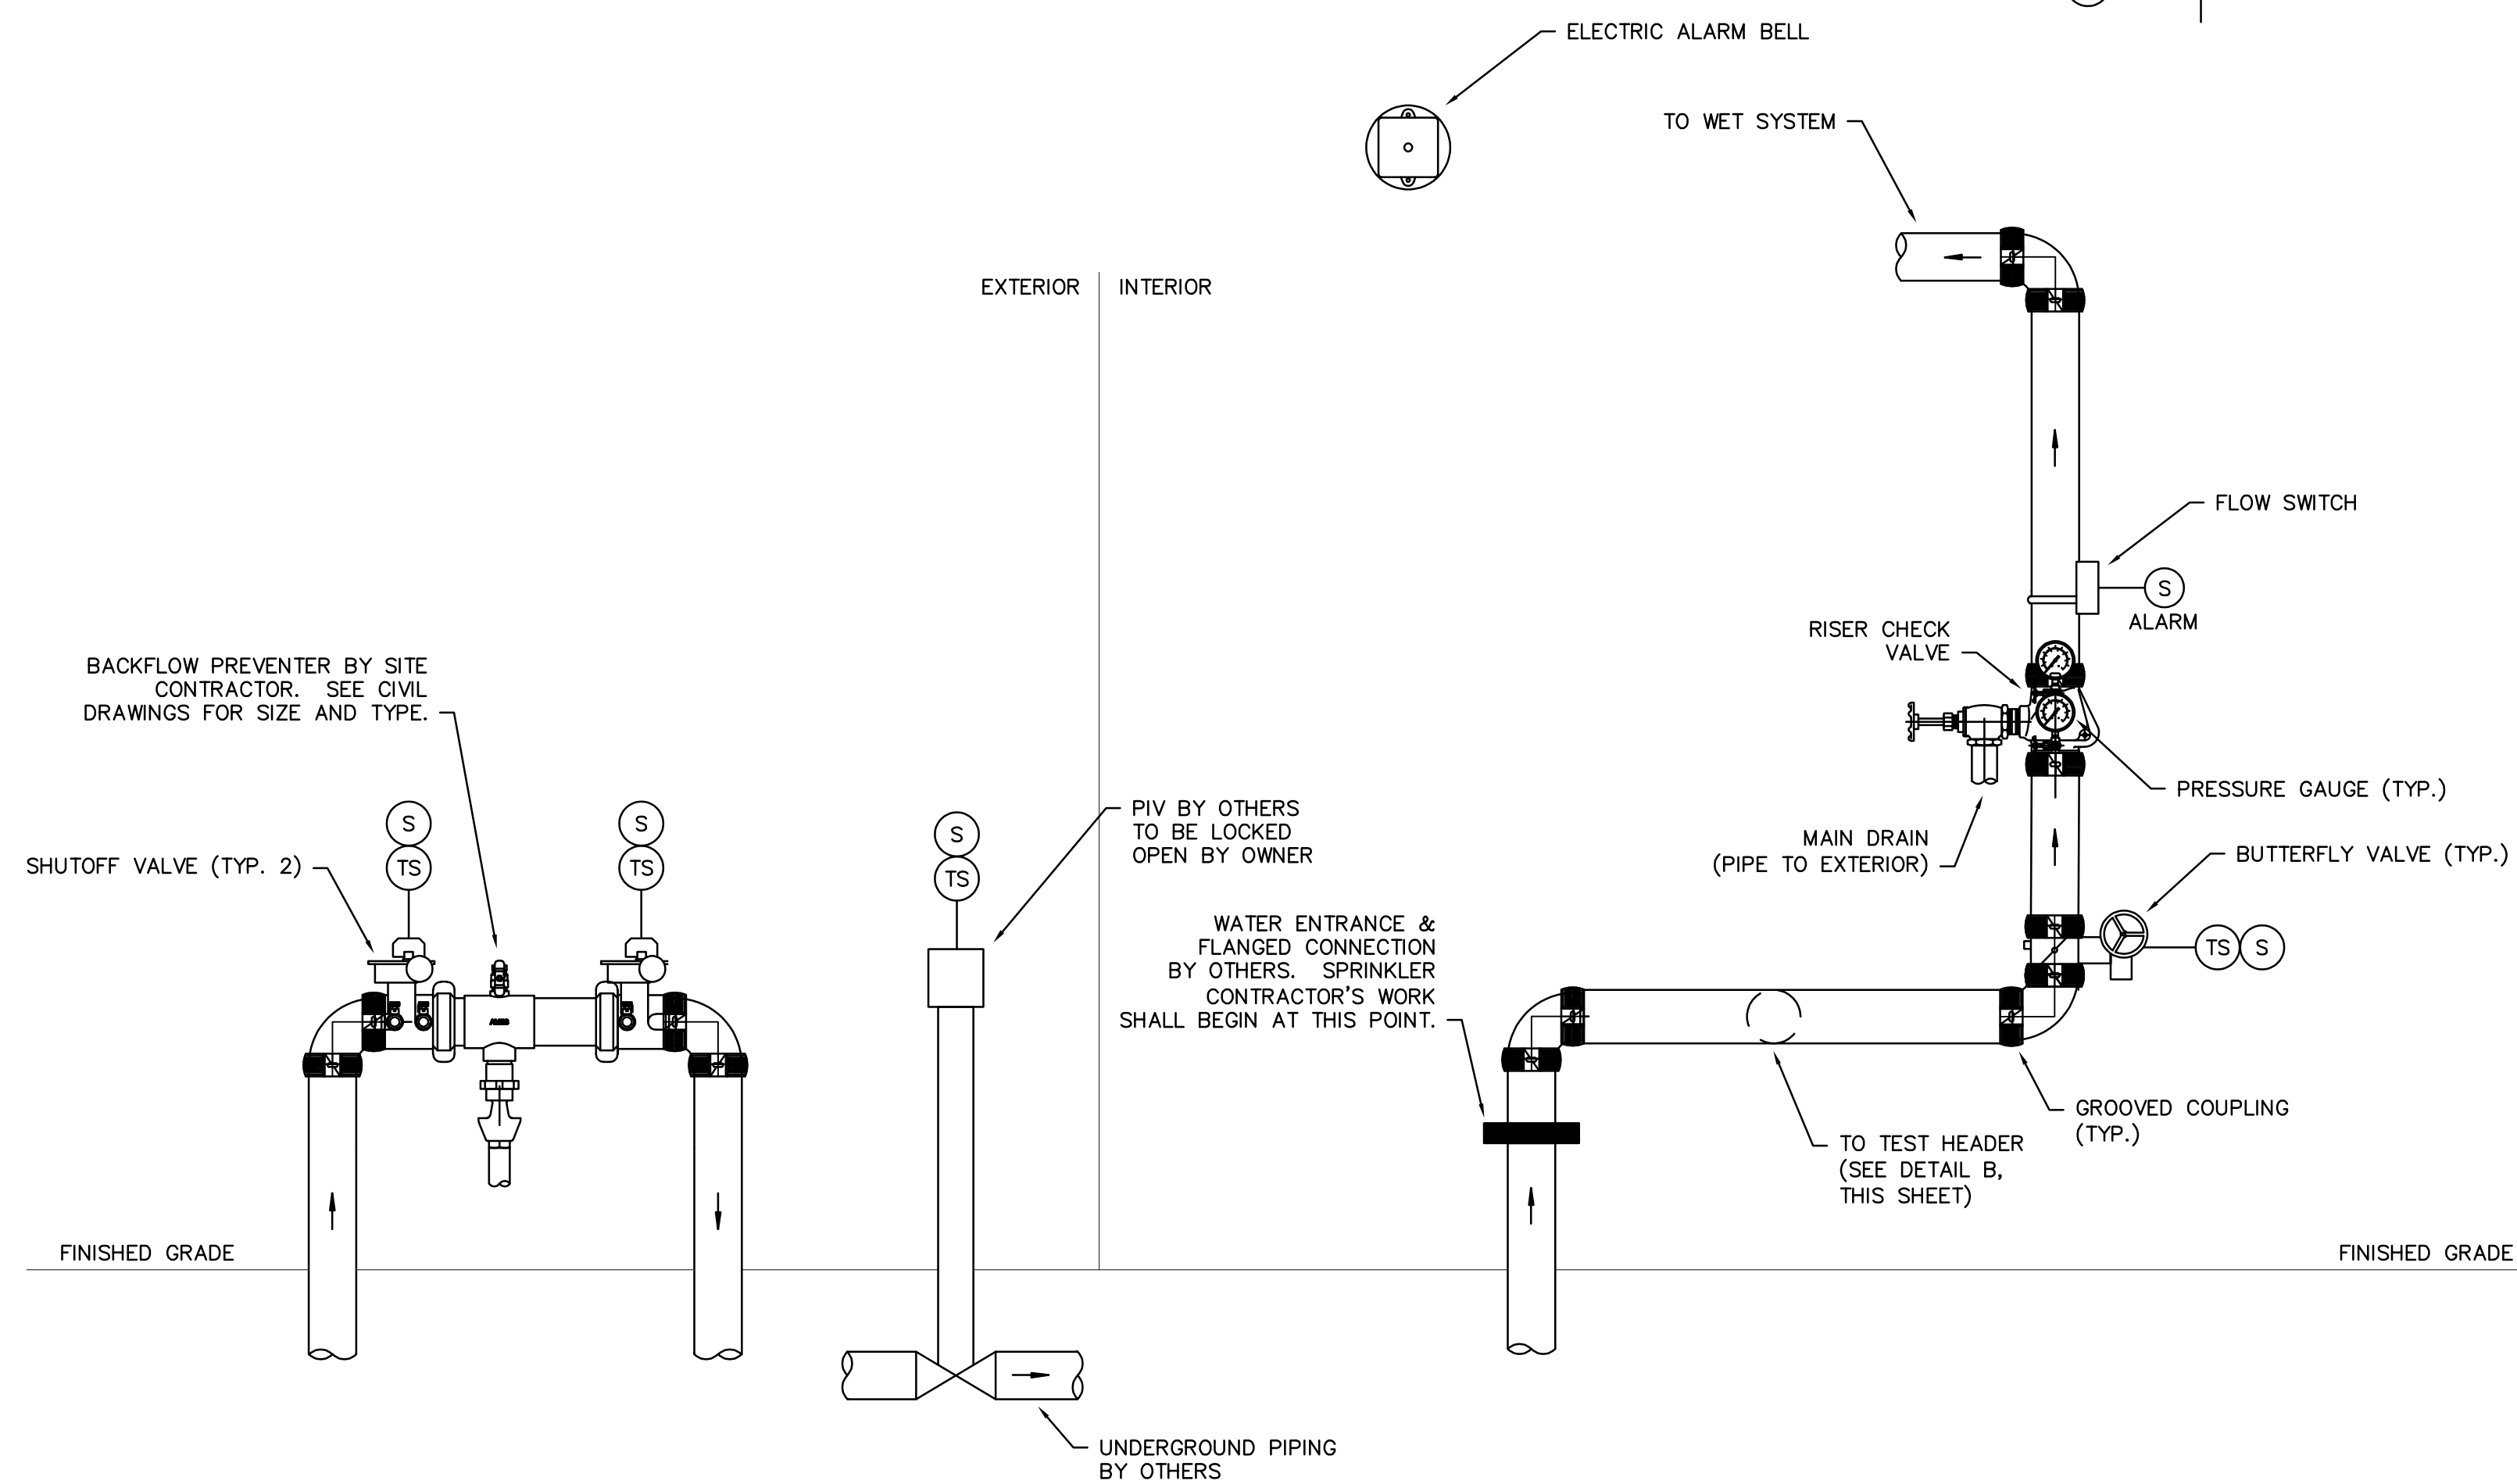 ELECTRIC ALARM BELL
TO WET SYSTEM
EXTERIOR
INTERIOR
FLOW SWITCH
S
ALARM
RISER CHECK
VALVE
BACKFLOW PREVENTER BY SITE
CONTRACTOR. SEE CIVIL
DRAWINGS FOR SIZE AND TYPE.
PRESSURE GAUGE (TYP.)
PIV BY OTHERS
TO BE LOCKED
OPEN BY OWNER
S
TS
S
TS
S
TS
SHUTOFF VALVE (TYP. 2)
MAIN DRAIN
(PIPE TO EXTERIOR)
BUTTERFLY VALVE (TYP.)
TS
S
WATER ENTRANCE &
FLANGED CONNECTION
BY OTHERS. SPRINKLER
CONTRACTOR'S WORK
SHALL BEGIN AT THIS POINT.
AMES
GROOVED COUPLING
(TYP.)
TO TEST HEADER
(SEE DETAIL B,
THIS SHEET)
FINISHED GRADE
FINISHED GRADE
UNDERGROUND PIPING
BY OTHERS